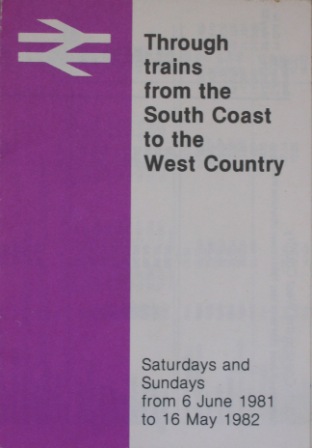 Through
trains
from the
South Coast
to the
West Country
Saturdays and
Sundays
from 6 June 1981
to 16 May 1982